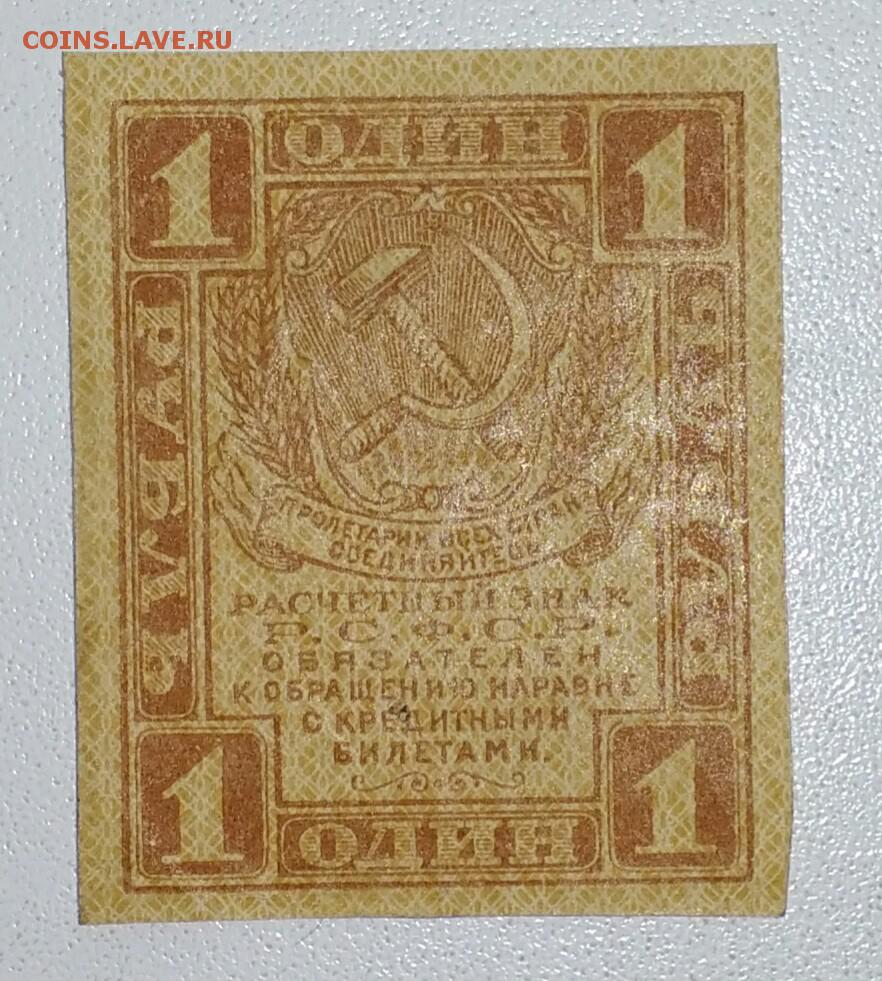 COINS.LAVE.RU
1 ОДИН 1
РУБЛЬ
РУБЛЬ
ПРОЛЕТАРИИ ВСЕХ СТРАН
СОЕДИНЯЙТЕСЬ
РАСЧЕТНЫЙ ЗНАК
Р.С.Ф.С.Р.
ОБЯЗАТЕЛЕН
К ОБРАЩЕНИЮ НАРАВНЕ
С КРЕДИТНЫМИ
БИЛЕТАМИ.
1 ОДИН 1